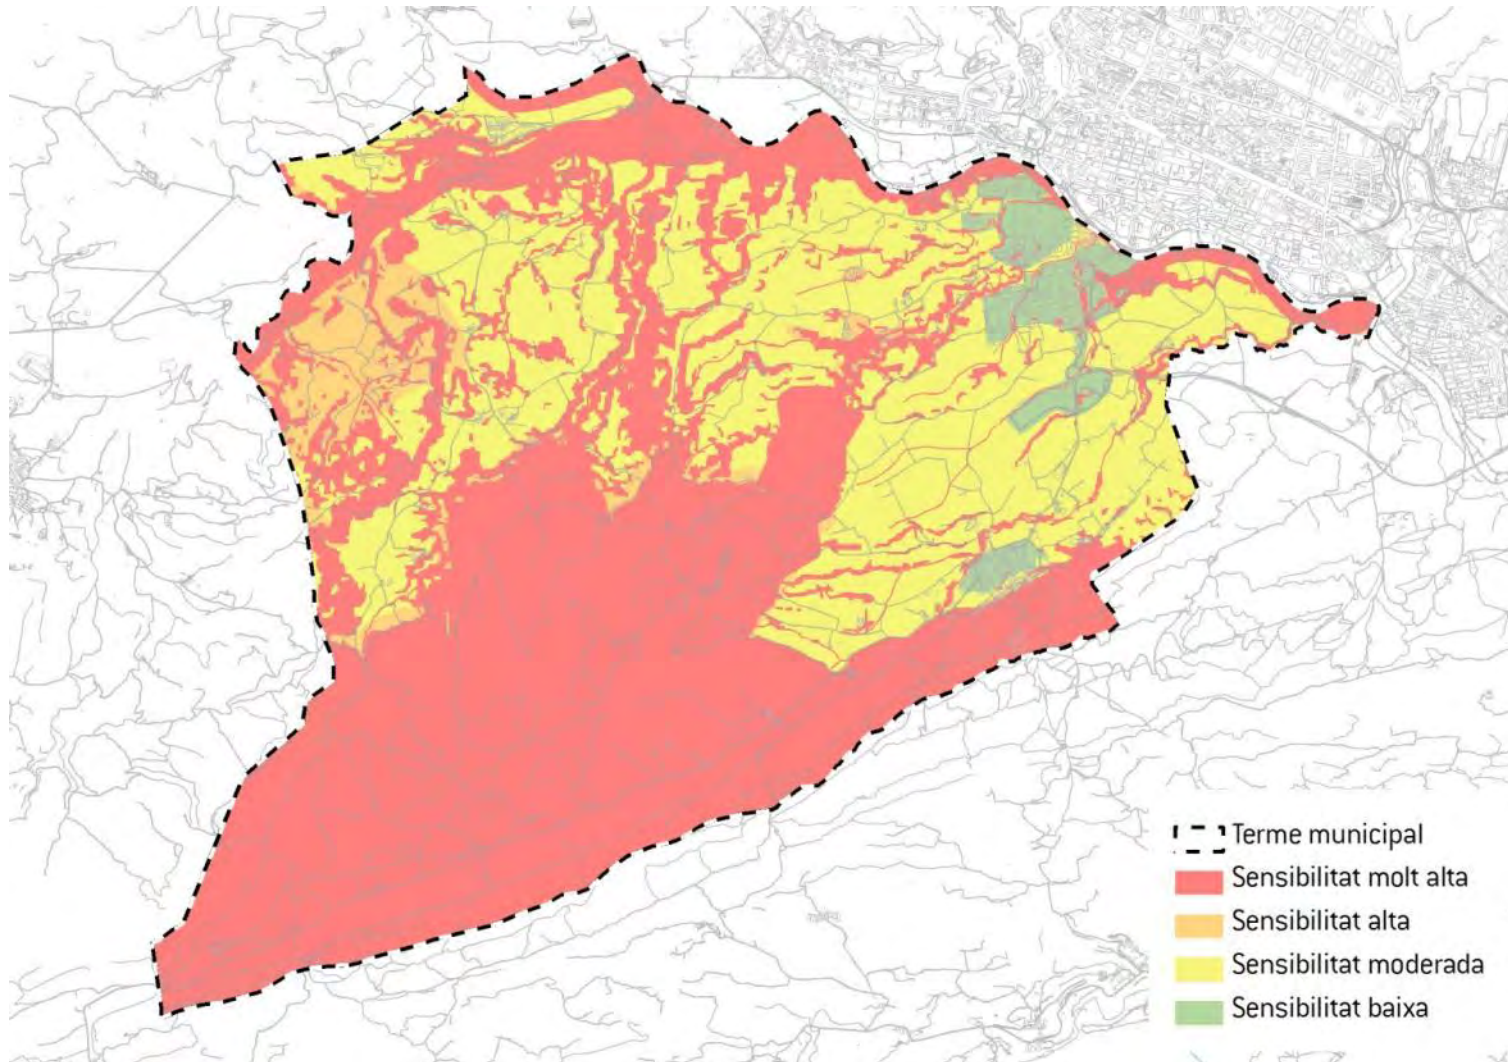 Terme municipal
Sensibilitat molt alta
Sensibilitat alta
Sensibilitat moderada
Sensibilitat baixa